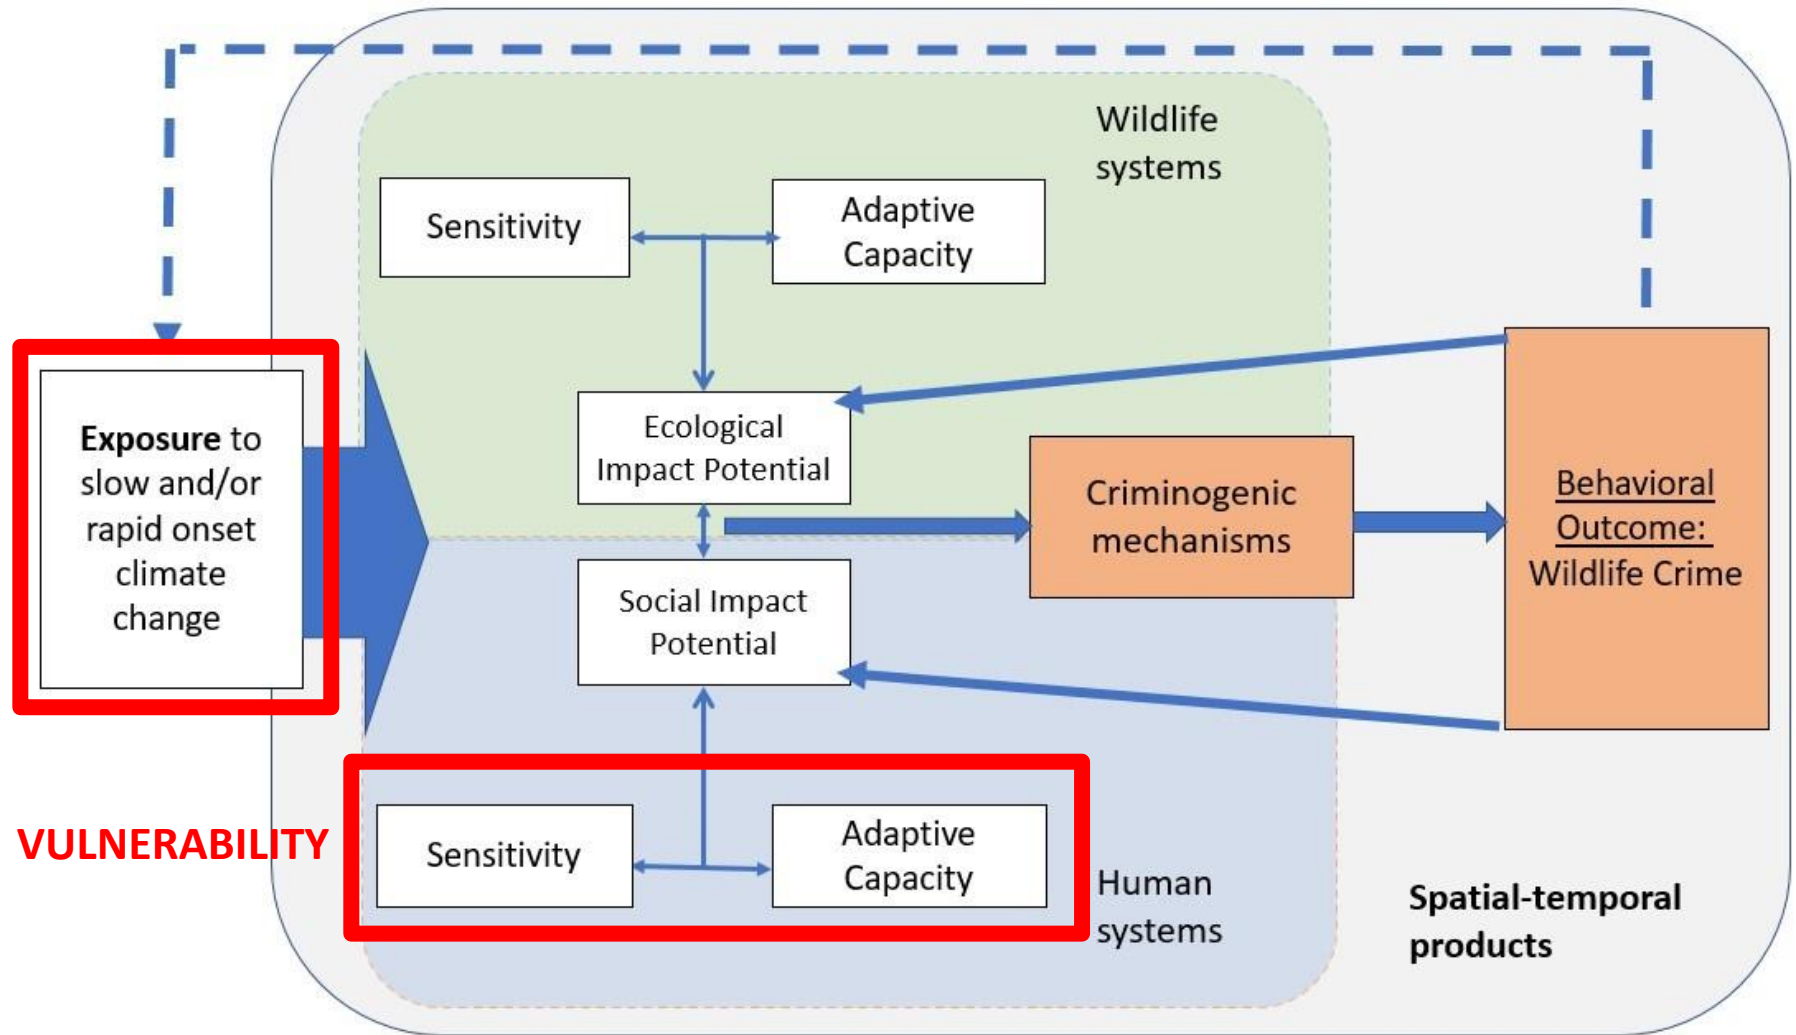 Wildlife
systems
Sensitivity
Adaptive
Capacity
Exposure to
slow and/or
rapid onset
climate
change
Ecological
Impact Potential
Criminogenic
mechanisms
Behavioral
Outcome:
Wildlife Crime
Social Impact
Potential
VULNERABILITY
Sensitivity
Adaptive
Capacity
Human
systems
Spatial-temporal
products